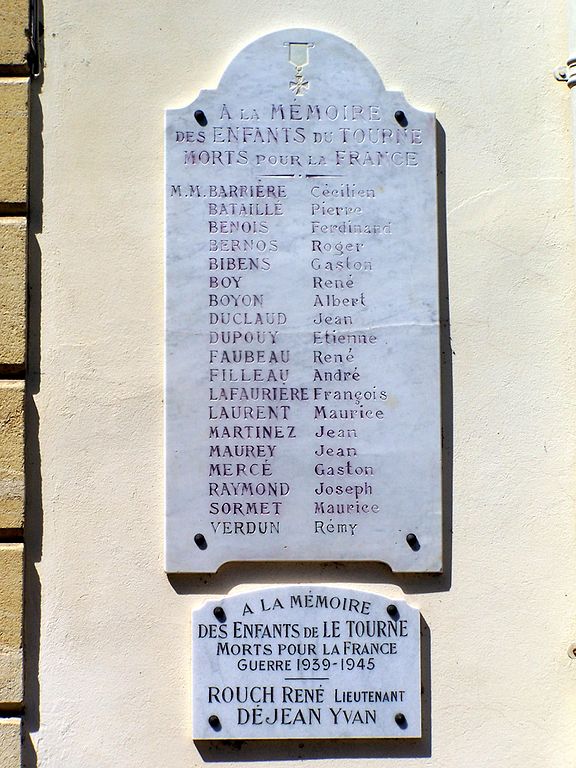 A LA MÉMOIRE
DES ENFANTS DU TOURNE
MORTS POUR LA FRANCE
M.M. BARRIÈRE Cécilien
BATAILLÉ Pierre
BENOIS Ferdinand
BERNOS Roger
BIBENS Gaston
BOY René
BOYON Albert
DUCLAUD Jean
DUPOUY Etienne
FAUBEAU René
FILLEAU André
LAFAURIÈRE François
LAURENT Maurice
MARTINEZ Jean
MAUREY Jean
MERCÉ Gaston
RAYMOND Joseph
SORMET Maurice
VERDUN Rémy
A LA MÉMOIRE
DES ENFANTS DE LE TOURNE
MORTS POUR LA FRANCE
GUERRE 1939-1945
ROUCH RENÉ LIEUTENANT
DÉJEAN YVAN